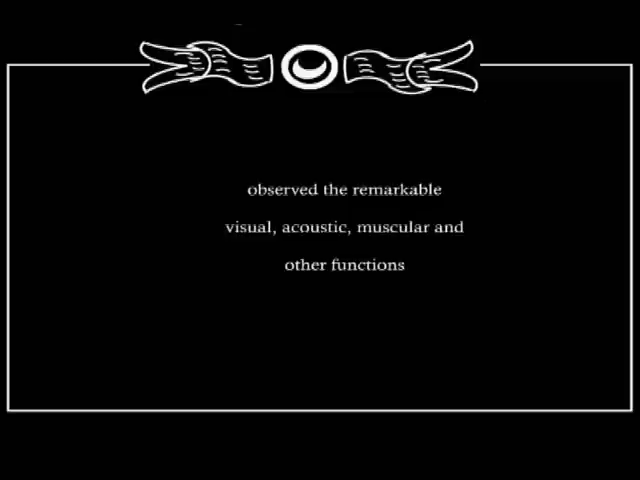 observed the remarkable
visual, acoustic, muscular and
other functions